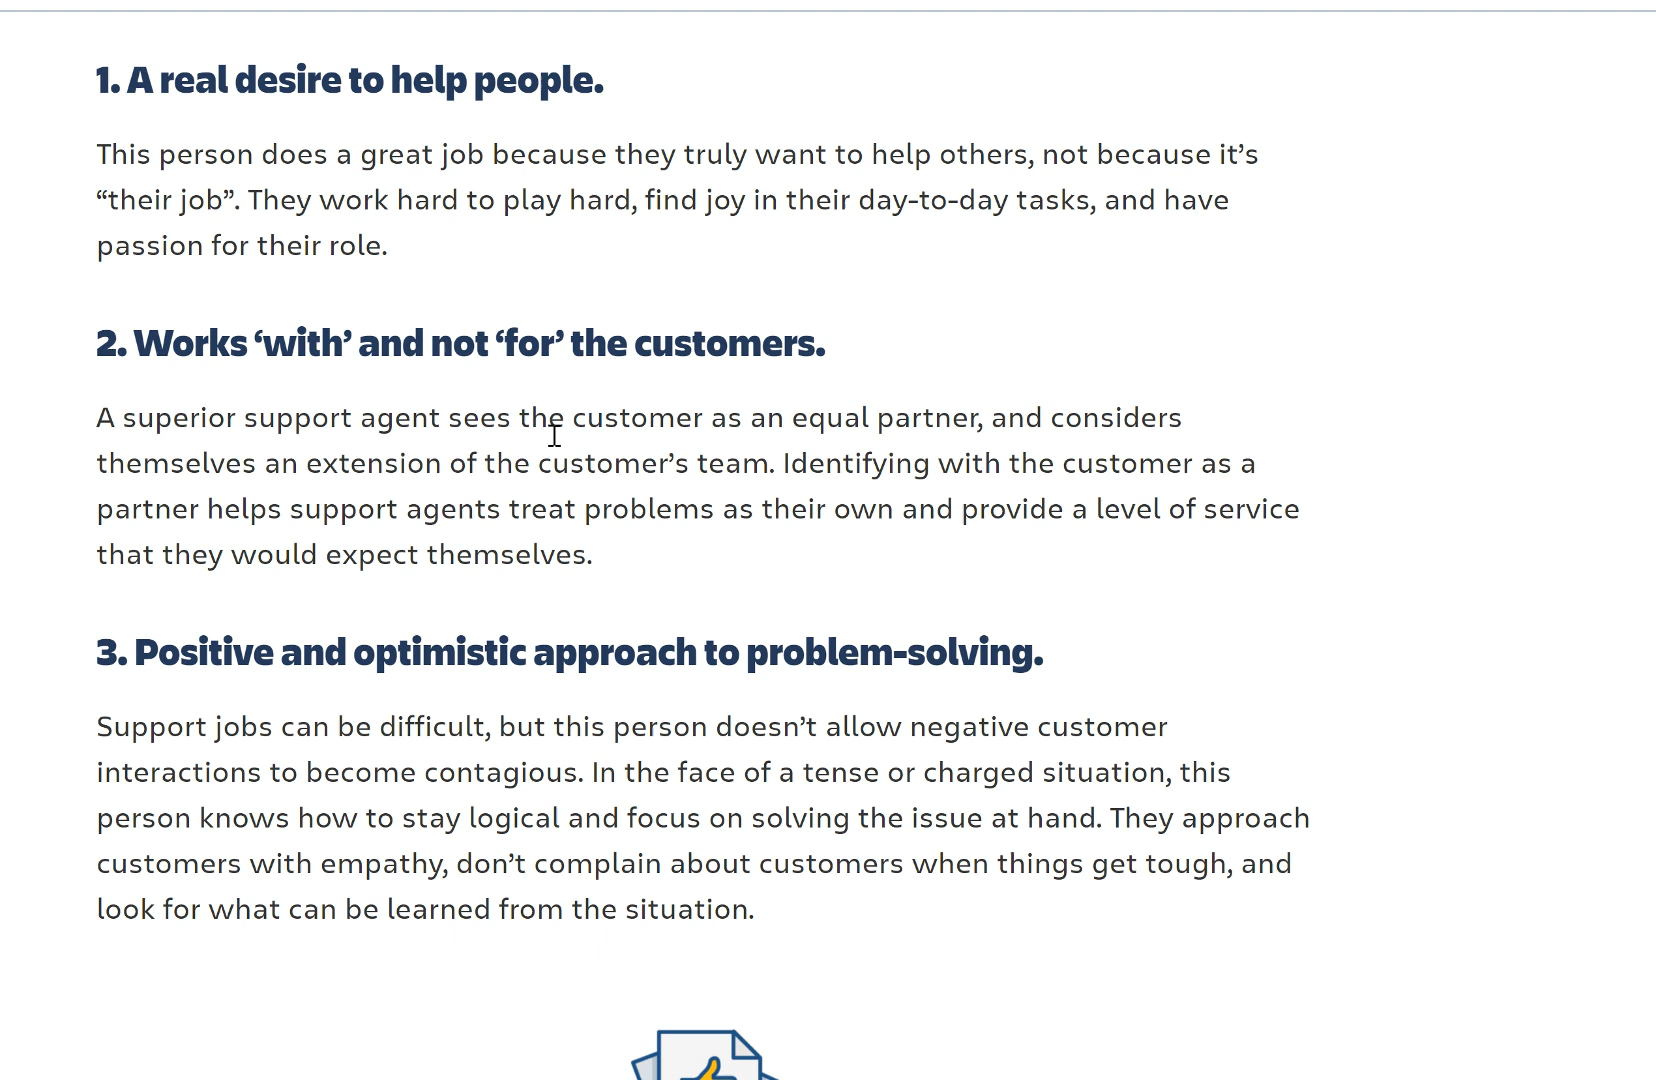 1. A real desire to help people.
This person does a great job because they truly want to help others, not because it’s
“their job”. They work hard to play hard, find joy in their day-to-day tasks, and have
passion for their role.
2. Works ‘with’ and not ‘for’ the customers.
A superior support agent sees the customer as an equal partner, and considers
themselves an extension of the customer’s team. Identifying with the customer as a
partner helps support agents treat problems as their own and provide a level of service
that they would expect themselves.
3. Positive and optimistic approach to problem-solving.
Support jobs can be difficult, but this person doesn’t allow negative customer
interactions to become contagious. In the face of a tense or charged situation, this
person knows how to stay logical and focus on solving the issue at hand. They approach
customers with empathy, don’t complain about customers when things get tough, and
look for what can be learned from the situation.